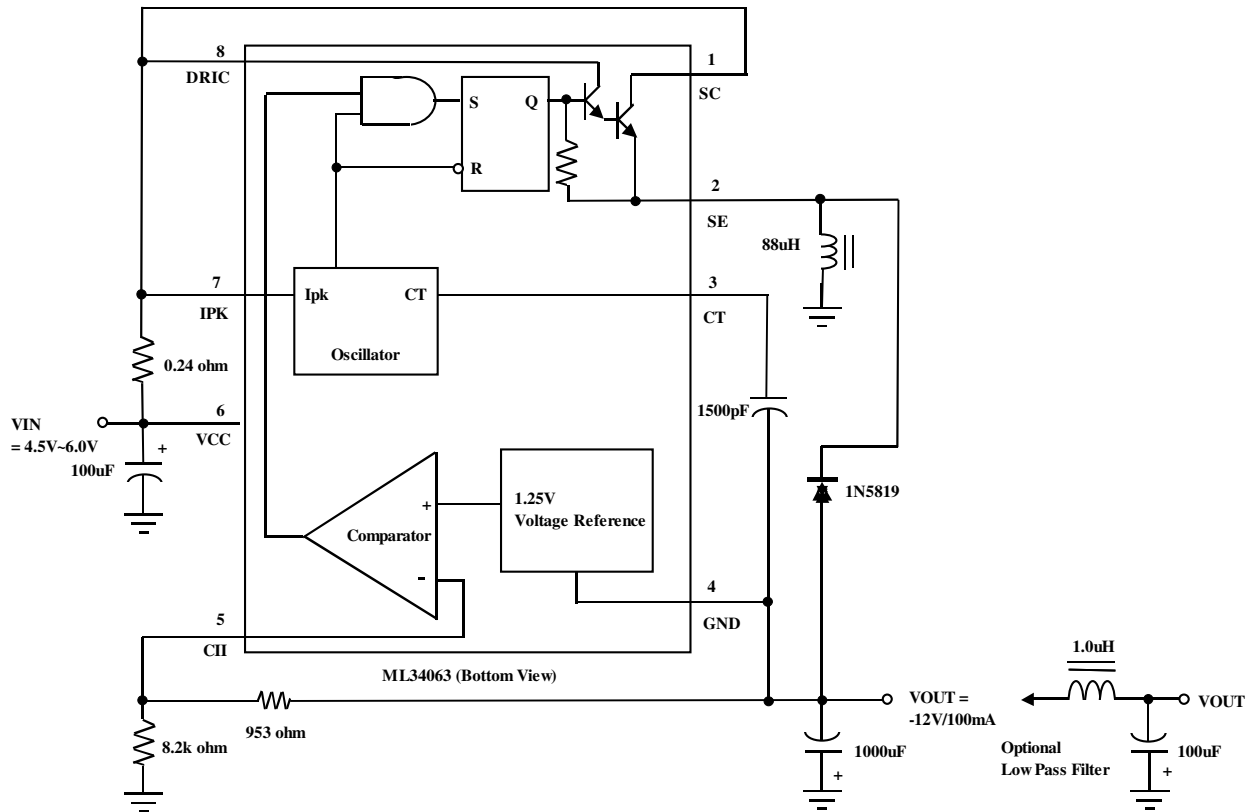 8
DRIC
1
SC
S
Q
R
2
SE
88uH
7
IPK
Ipk
CT
Oscillator
3
CT
0.24 ohm
1500pF
VIN
= 4.5V~6.0V
6
VCC
100uF
+
1N5819
Comparator
+
-
1.25V
Voltage Reference
4
GND
5
CII
ML34063 (Bottom View)
1.0uH
953 ohm
8.2k ohm
VOUT =
-12V/100mA
VOUT
1000uF
+
Optional
Low Pass Filter
100uF
+